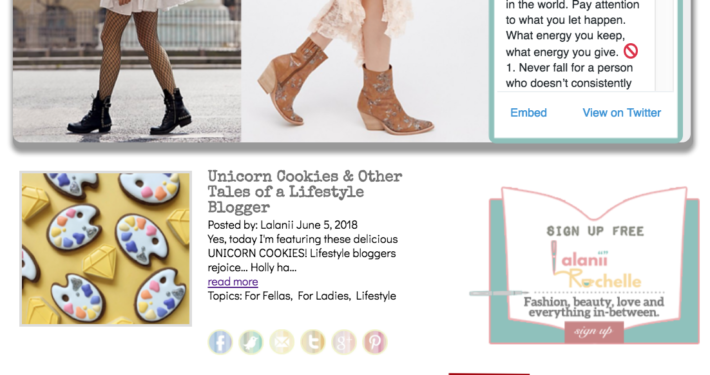 in the world. Pay attention
to what you let happen.
What energy you keep,
what energy you give. 🚫
1. Never fall for a person
who doesn’t consistently
Embed
View on Twitter
Unicorn Cookies & Other
Tales of a Lifestyle
Blogger
Posted by: Lalanii June 5, 2018
Yes, today I'm featuring these delicious
UNICORN COOKIES! Lifestyle bloggers
rejoice... Holly ha...
read more
Topics: For Fellas, For Ladies, Lifestyle
SIGN UP FREE
lalanii
Rochelle
Fashion, beauty, love and
everything in-between.
sign up